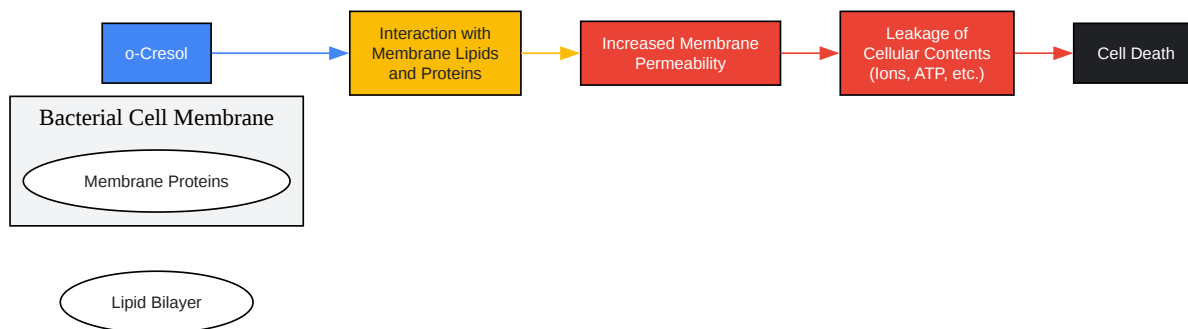 o-Cresol
Interaction with
Membrane Lipids
and Proteins
Increased Membrane
Permeability
Leakage of
Cellular Contents
(Ions, ATP, etc.)
Cell Death
Bacterial Cell Membrane
Membrane Proteins
Lipid Bilayer